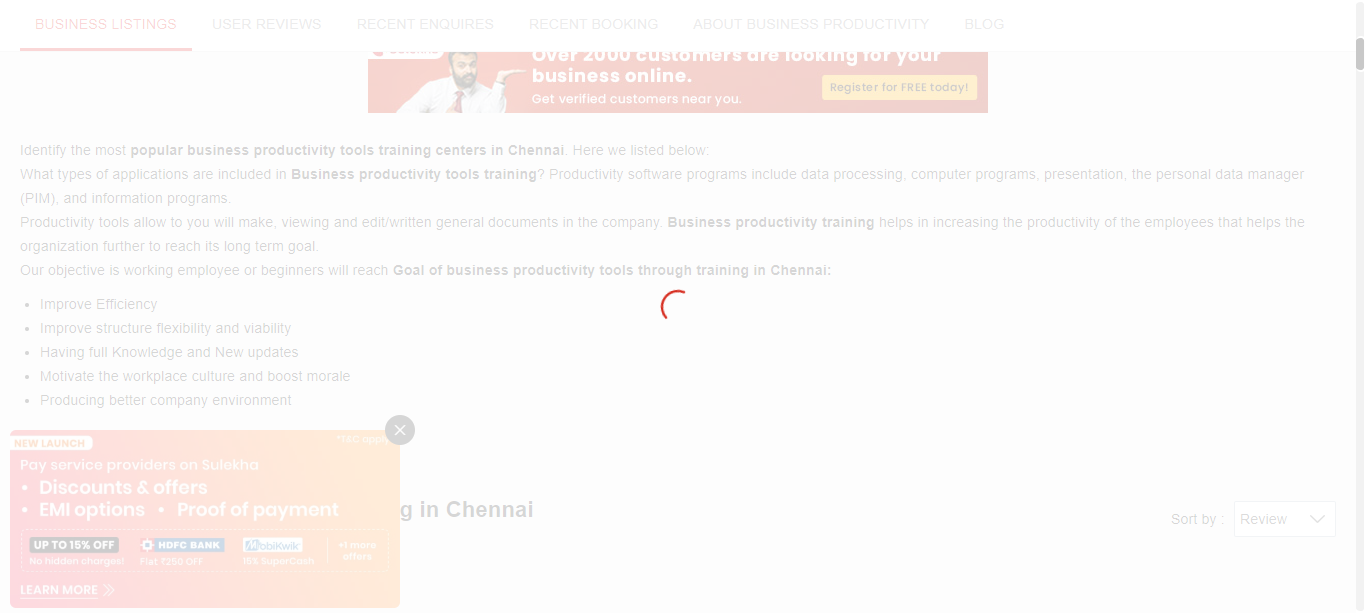 BUSINESS LISTINGS USER REVIEWS RECENT ENQUIRES RECENT BOOKING ABOUT BUSINESS PRODUCTIVITY BLOG
Over 2000 customers are looking for your
business online.
Get verified customers near you.
Register for FREE today!
Identify the most popular business productivity tools training centers in Chennai. Here we listed below:
What types of applications are included in Business productivity tools training? Productivity software programs include data processing, computer programs, presentation, the personal data manager
(PIM), and information programs.
Productivity tools allow to you will make, viewing and edit/written general documents in the company. Business productivity training helps in increasing the productivity of the employees that helps the
organization further to reach its long term goal.
Our objective is working employee or beginners will reach Goal of business productivity tools through training in Chennai:
• Improve Efficiency
• Improve structure flexibility and viability
• Having full Knowledge and New updates
• Motivate the workplace culture and boost morale
• Producing better company environment
NEW LAUNCH
*T&C apply
Pay service providers on Sulekha
• Discounts & offers
• EMI options • Proof of payment
UP TO 15% OFF
No hidden charges!
HDFC BANK
Flat ₹250 OFF
MobiKwik
15% SuperCash
+1 more
offers
LEARN MORE
g in Chennai
Sort by : Review